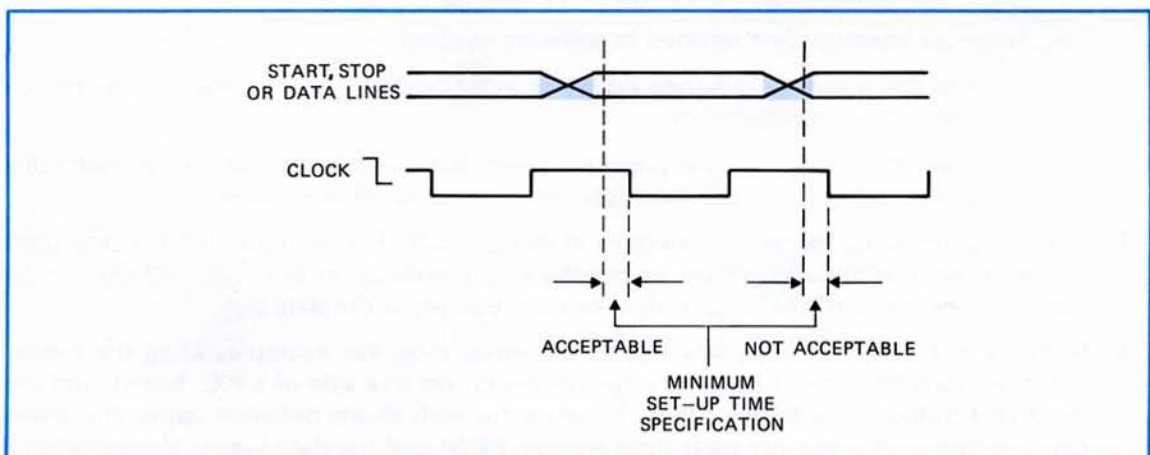 START, STOP
OR DATA LINES
CLOCK
ACCEPTABLE
NOT ACCEPTABLE
MINIMUM
SET–UP TIME
SPECIFICATION